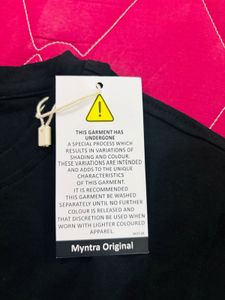 THIS GARMENT HAS
UNDERGONE
A SPECIAL PROCESS WHICH
RESULTS IN VARIATIONS OF
SHADING AND COLOUR.
THESE VARIATIONS ARE INTENDED
AND ADDS TO THE UNIQUE
CHARACTERISTICS
OF THIS GARMENT.
IT IS RECOMMENDED
THIS GARMENT BE WASHED
SEPARATELY UNTIL NO FURTHER
COLOUR IS RELEASED AND
THAT DISCRETION BE USED WHEN
WORN WITH LIGHTER COLOURED
APPAREL.
Myntra Original